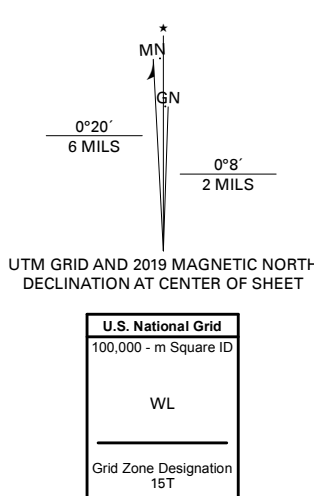 ★
MN
GN
0°20´
6 MILS
0°8´
2 MILS
UTM GRID AND 2019 MAGNETIC NORTH
DECLINATION AT CENTER OF SHEET
U.S. National Grid
100,000 - m Square ID
WL
Grid Zone Designation
15T